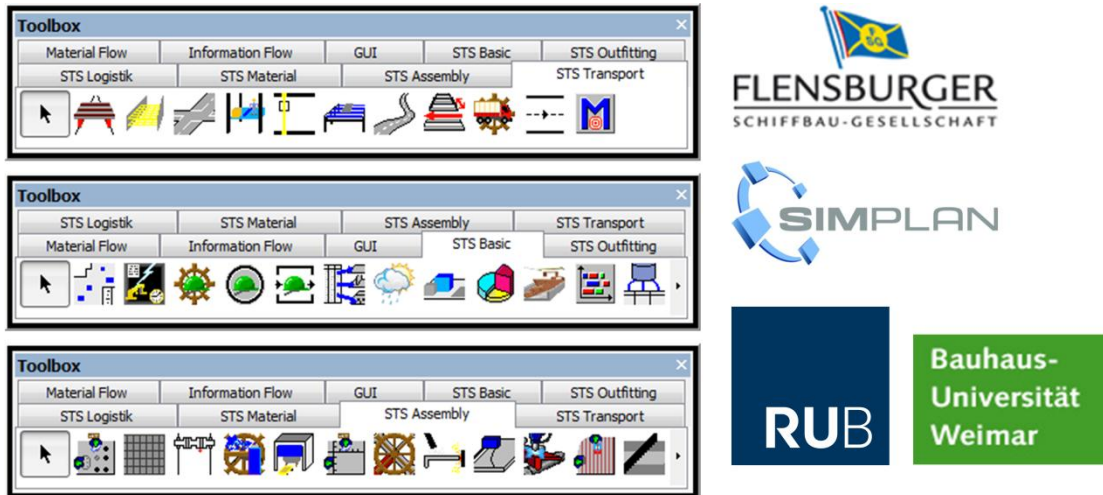 Toolbox
Material Flow Information Flow GUI STS Basic STS Outfitting
STS Logistik STS Material STS Assembly STS Transport
M
Toolbox
STS Logistik STS Material STS Assembly STS Transport
Material Flow Information Flow GUI STS Basic STS Outfitting
Toolbox
Material Flow Information Flow GUI STS Basic STS Outfitting
STS Logistik STS Material STS Assembly STS Transport
F
SG
FLENSBURGER
SCHIFFBAU-GESELLSCHAFT
SIMPLAN
RUB
Bauhaus-
Universität
Weimar